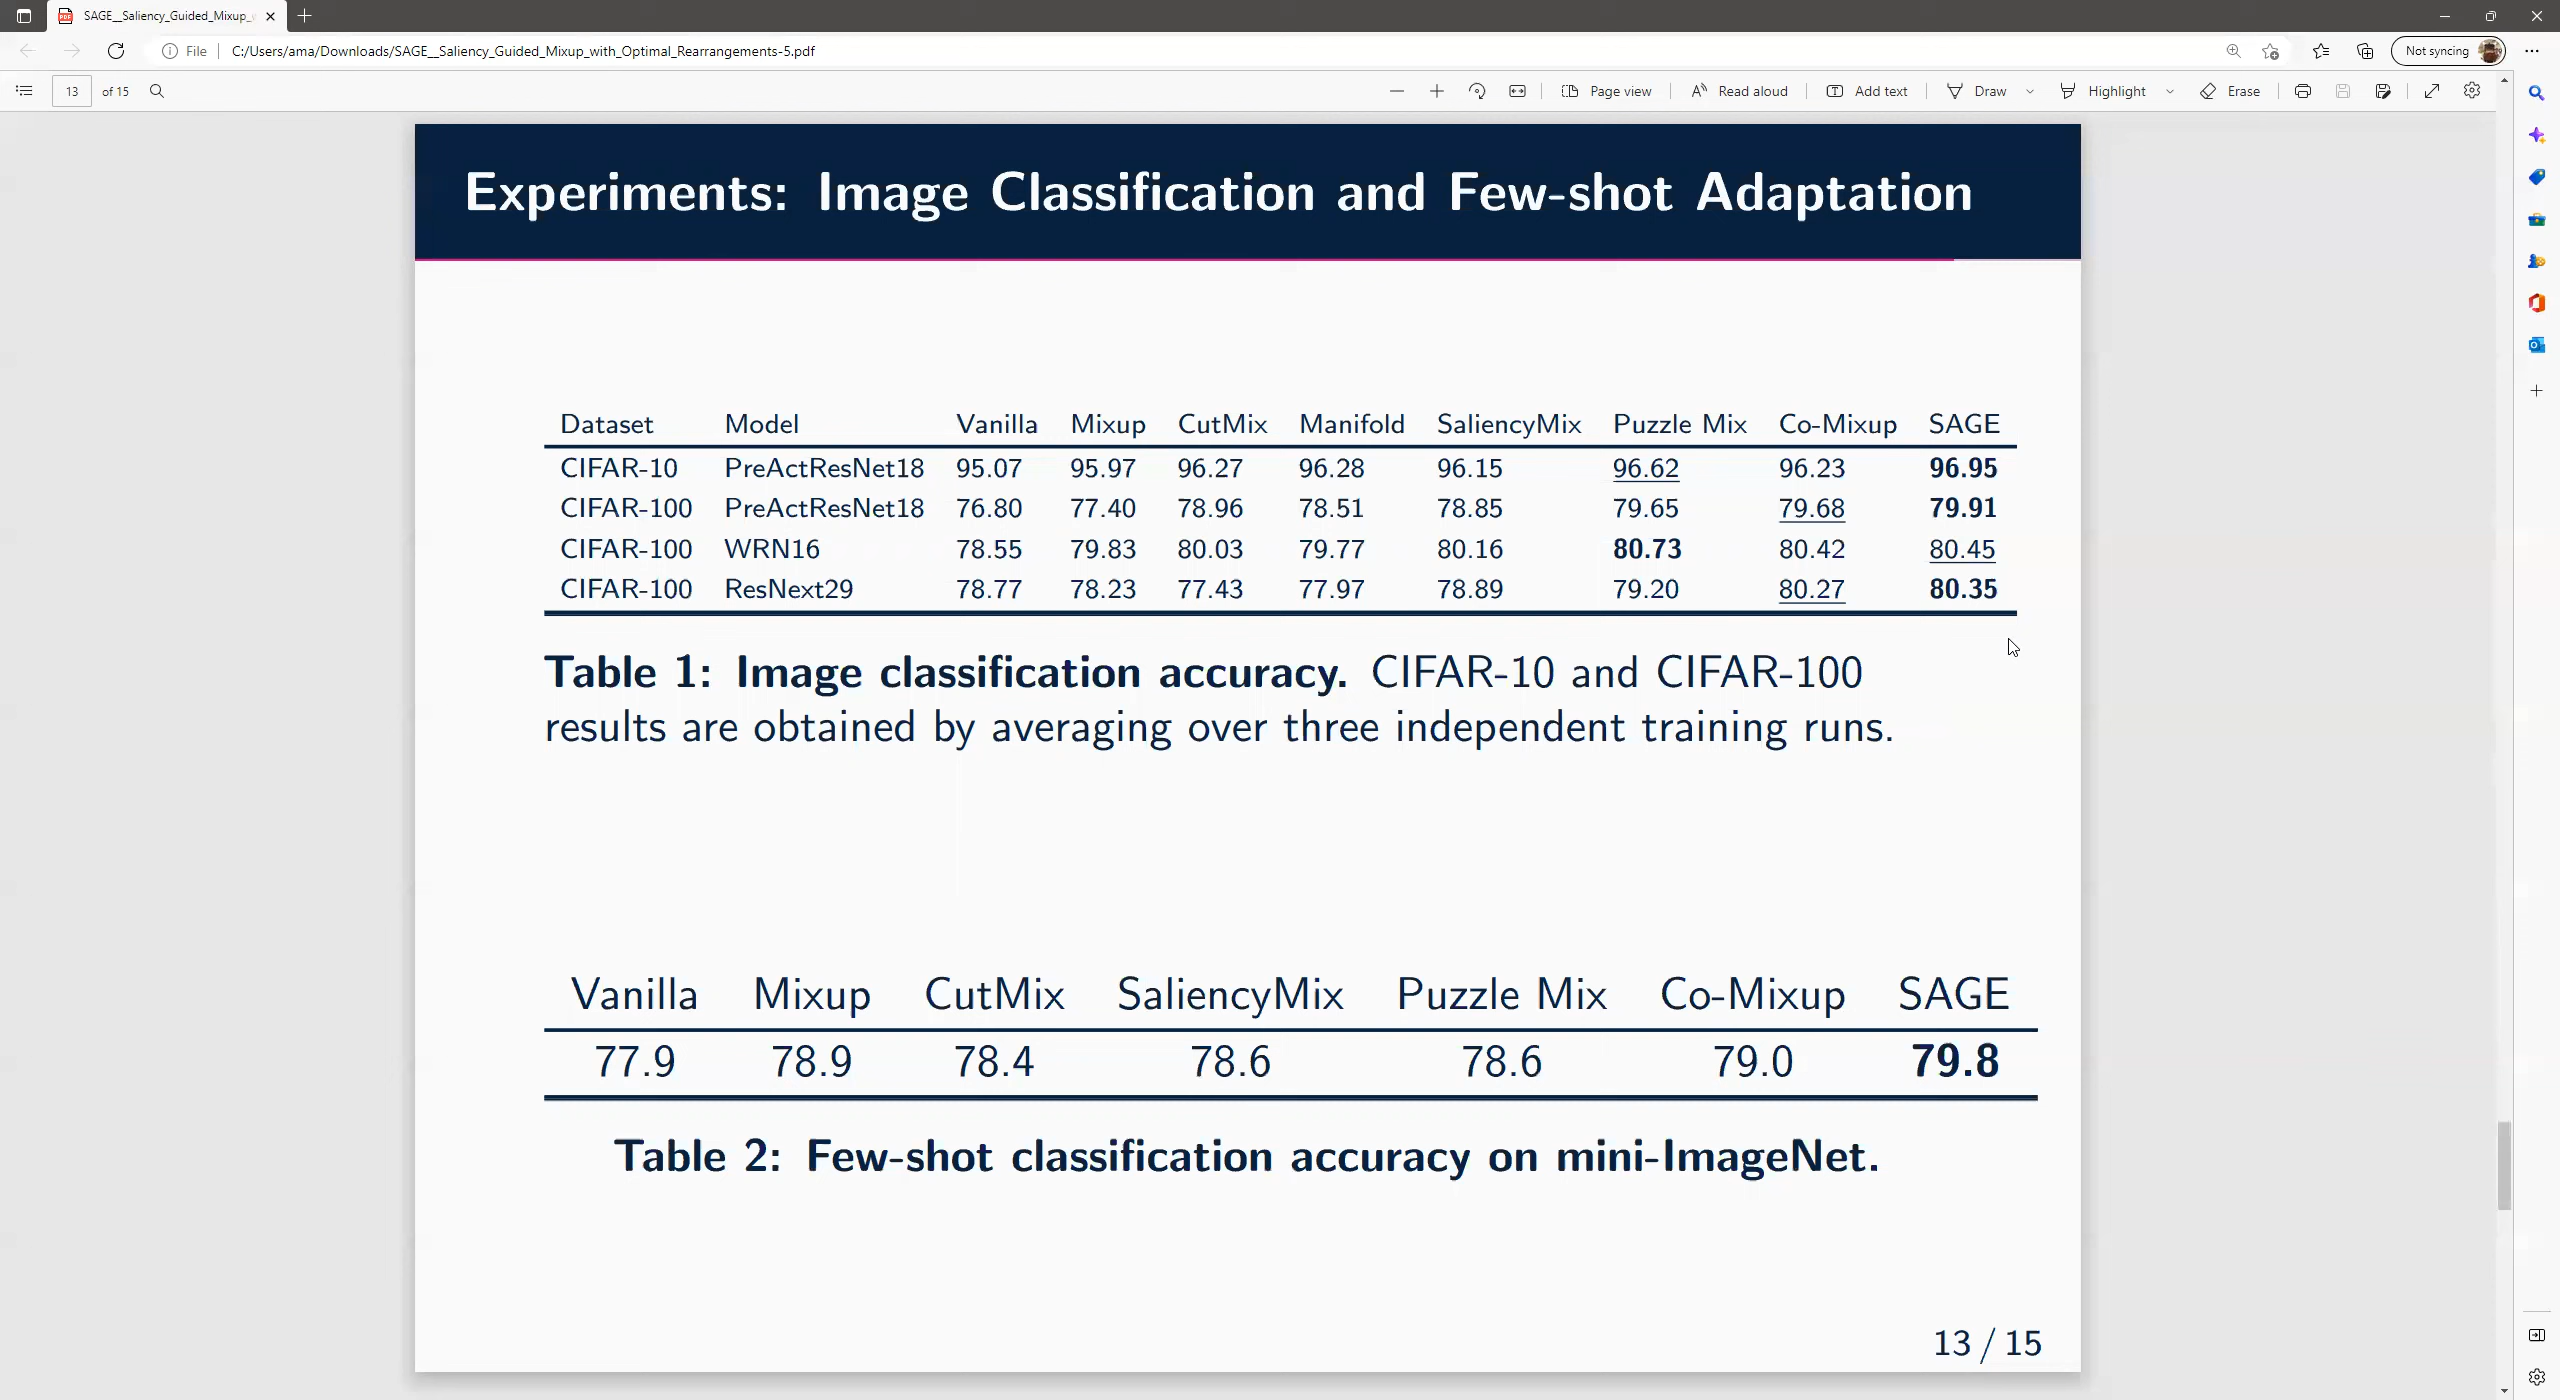 SAGE__Saliency_Guided_Mixup_
File C:/Users/ama/Downloads/SAGE__Saliency_Guided_Mixup_with_Optimal_Rearrangements-5.pdf Not syncing
13 of 15 Page view Read aloud Add text Draw Highlight Erase
Experiments: Image Classification and Few-shot Adaptation
Dataset Model Vanilla Mixup CutMix Manifold SaliencyMix Puzzle Mix Co-Mixup SAGE
CIFAR-10 PreActResNet18 95.07 95.97 96.27 96.28 96.15 96.62 96.23 96.95
CIFAR-100 PreActResNet18 76.80 77.40 78.96 78.51 78.85 79.65 79.68 79.91
CIFAR-100 WRN16 78.55 79.83 80.03 79.77 80.16 80.73 80.42 80.45
CIFAR-100 ResNext29 78.77 78.23 77.43 77.97 78.89 79.20 80.27 80.35
Table 1: Image classification accuracy. CIFAR-10 and CIFAR-100
results are obtained by averaging over three independent training runs.
Vanilla Mixup CutMix SaliencyMix Puzzle Mix Co-Mixup SAGE
77.9 78.9 78.4 78.6 78.6 79.0 79.8
Table 2: Few-shot classification accuracy on mini-ImageNet.
13 / 15